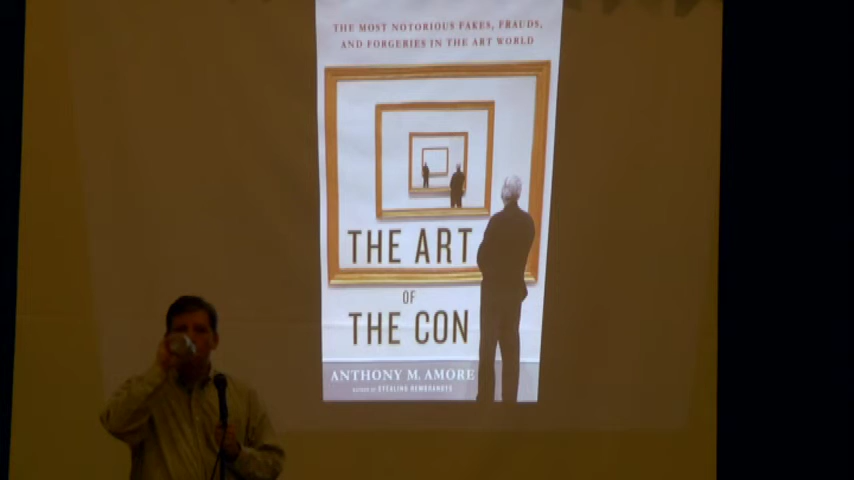 THE MOST NOTORIOUS FAKES, FRAUDS,
AND FORGERIES IN THE ART WORLD
THE ART
OF
THE CON
ANTHONY M. AMORE
AUTHOR OF STEALING REMBRANDTS